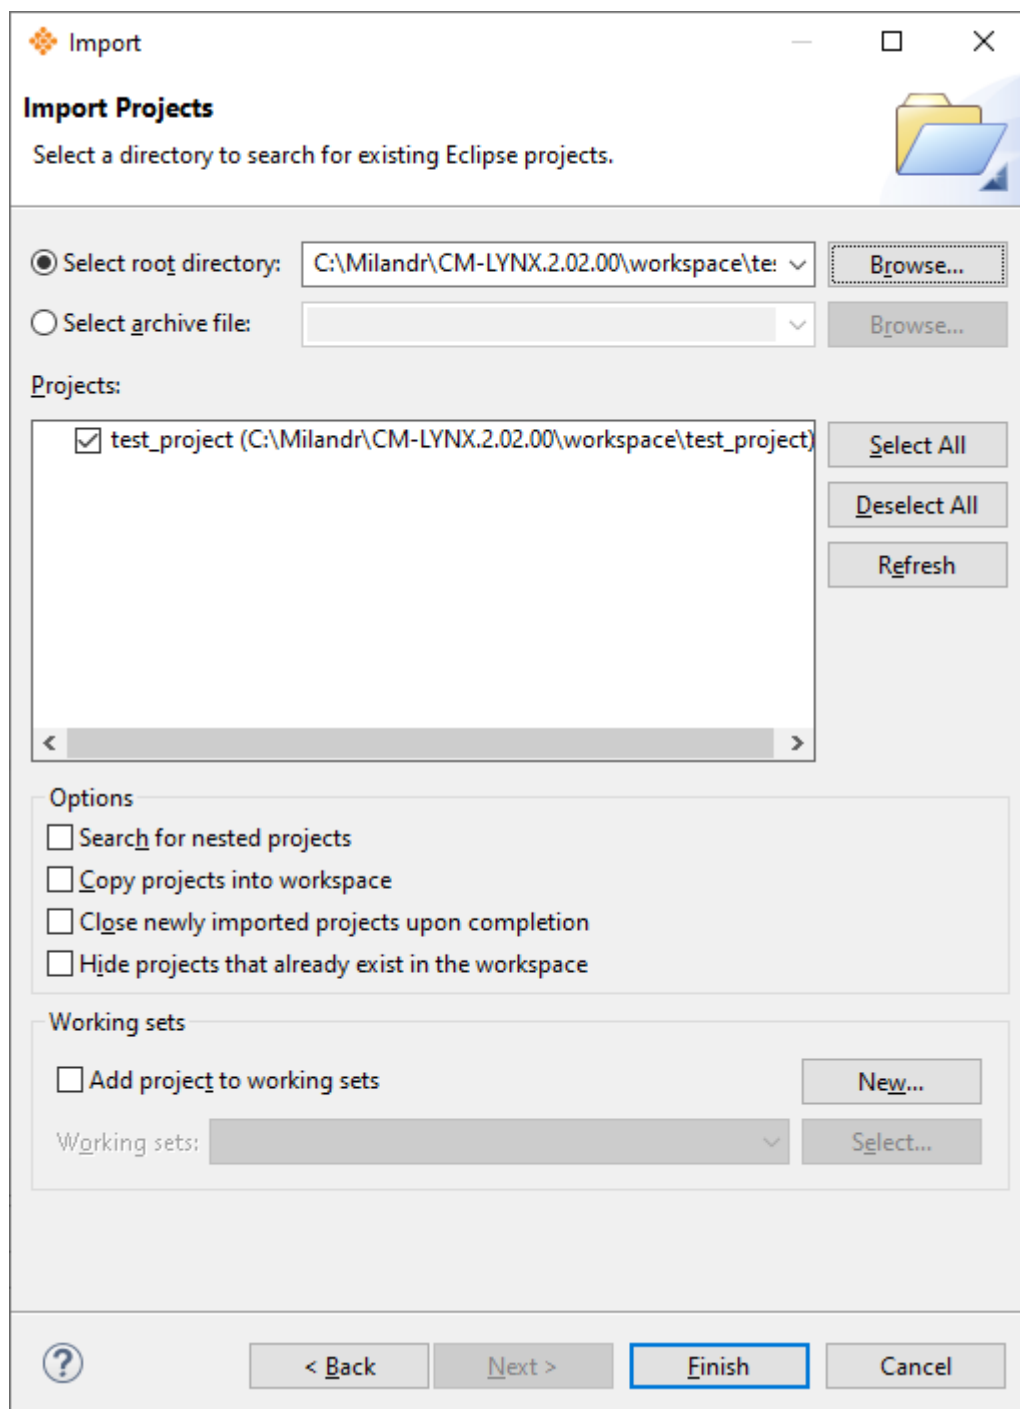 Import
Import Projects
Select a directory to search for existing Eclipse projects.
Select root directory: C:\Milandr\CM-LYNX.2.02.00\workspace\tes Browse...
Select archive file: Browse...
Projects:
test_project (C:\Milandr\CM-LYNX.2.02.00\workspace\test_project)
Select All
Deselect All
Refresh
Options
Search for nested projects
Copy projects into workspace
Close newly imported projects upon completion
Hide projects that already exist in the workspace
Working sets
Add project to working sets New...
Working sets: Select...
< Back Next > Finish Cancel